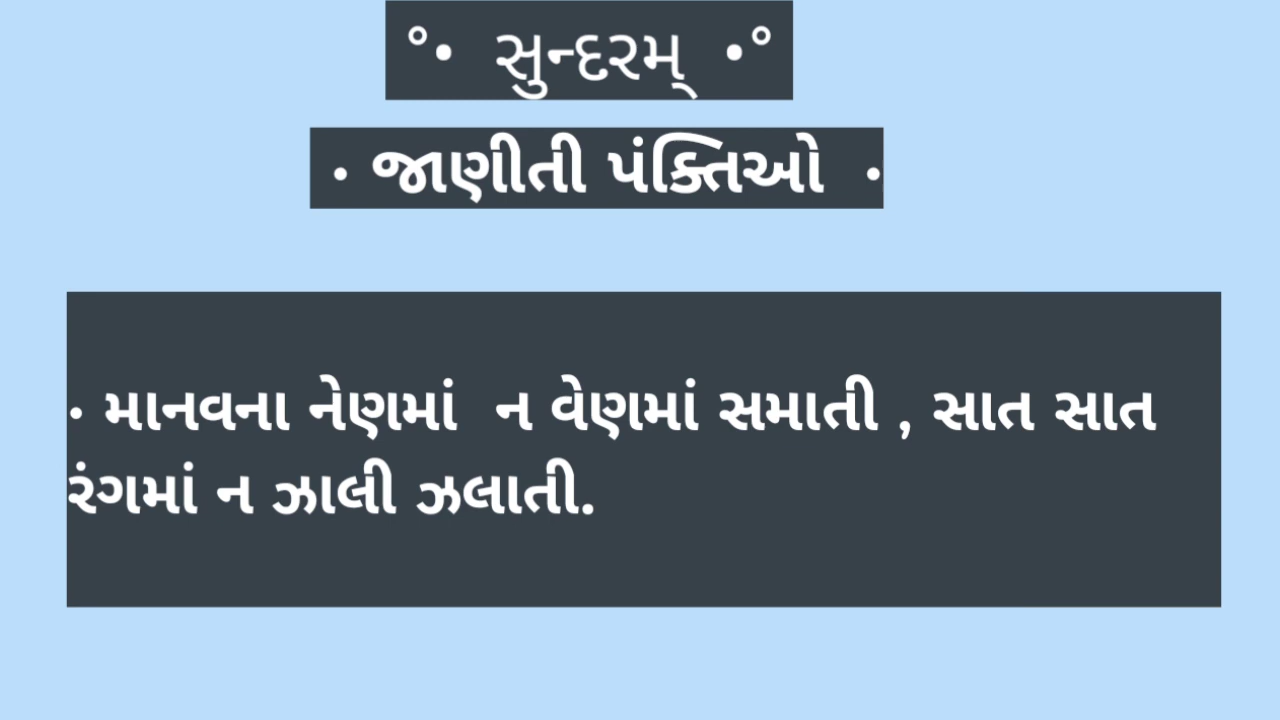 °• સુન્દરમ્ •°
• જાણીતી પંક્તિઓ •
• માનવના નેણમાં ન વેણમાં સમાતી , સાત સાત
રંગમાં ન ઝાલી ઝલાતી.